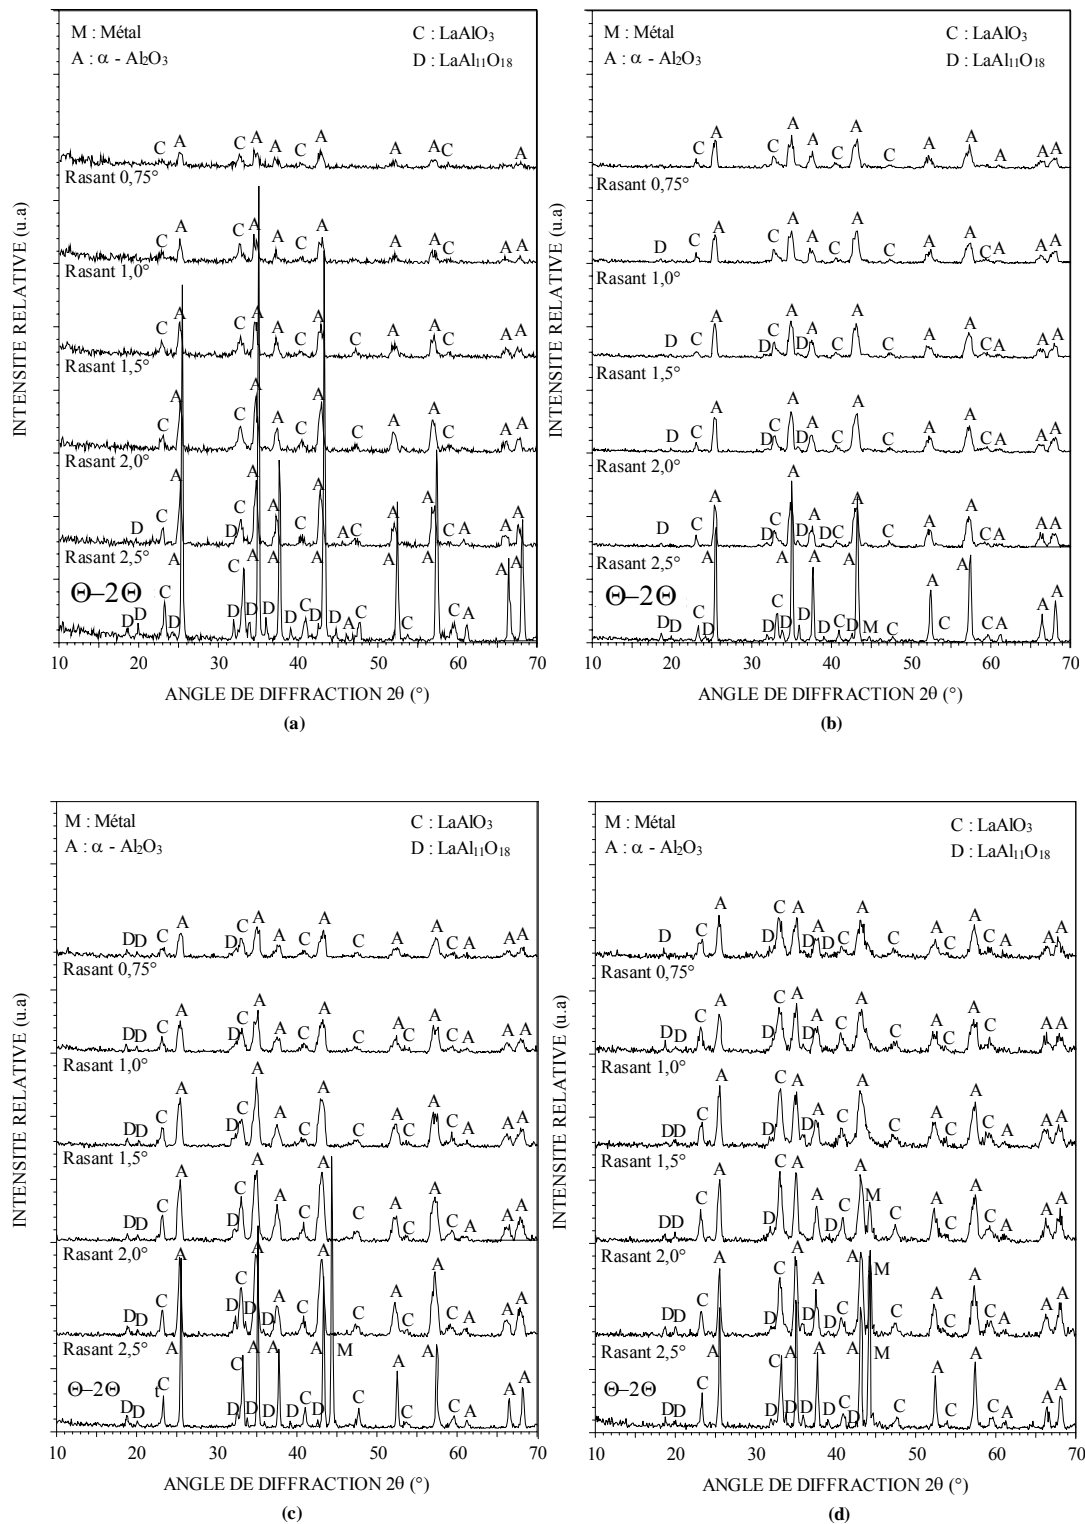 M : Métal C : LaAlO₃
A : α - Al₂O₃ D : LaAl₁₁O₁₈
INTENSITE RELATIVE (u.a)
Rasant 0,75°
Rasant 1,0°
Rasant 1,5°
Rasant 2,0°
Rasant 2,5°
Θ–2Θ
10 20 30 40 50 60 70
ANGLE DE DIFFRACTION 2θ (°)
(a)
M : Métal C : LaAlO₃
A : α - Al₂O₃ D : LaAl₁₁O₁₈
INTENSITE RELATIVE (u.a)
Rasant 0,75°
Rasant 1,0°
Rasant 1,5°
Rasant 2,0°
Rasant 2,5°
Θ–2Θ
10 20 30 40 50 60 70
ANGLE DE DIFFRACTION 2θ (°)
(b)
M : Métal C : LaAlO₃
A : α - Al₂O₃ D : LaAl₁₁O₁₈
INTENSITE RELATIVE (u.a)
Rasant 0,75°
Rasant 1,0°
Rasant 1,5°
Rasant 2,0°
Rasant 2,5°
Θ–2Θ
10 20 30 40 50 60 70
ANGLE DE DIFFRACTION 2θ (°)
(c)
M : Métal C : LaAlO₃
A : α - Al₂O₃ D : LaAl₁₁O₁₈
INTENSITE RELATIVE (u.a)
Rasant 0,75°
Rasant 1,0°
Rasant 1,5°
Rasant 2,0°
Rasant 2,5°
Θ–2Θ
10 20 30 40 50 60 70
ANGLE DE DIFFRACTION 2θ (°)
(d)